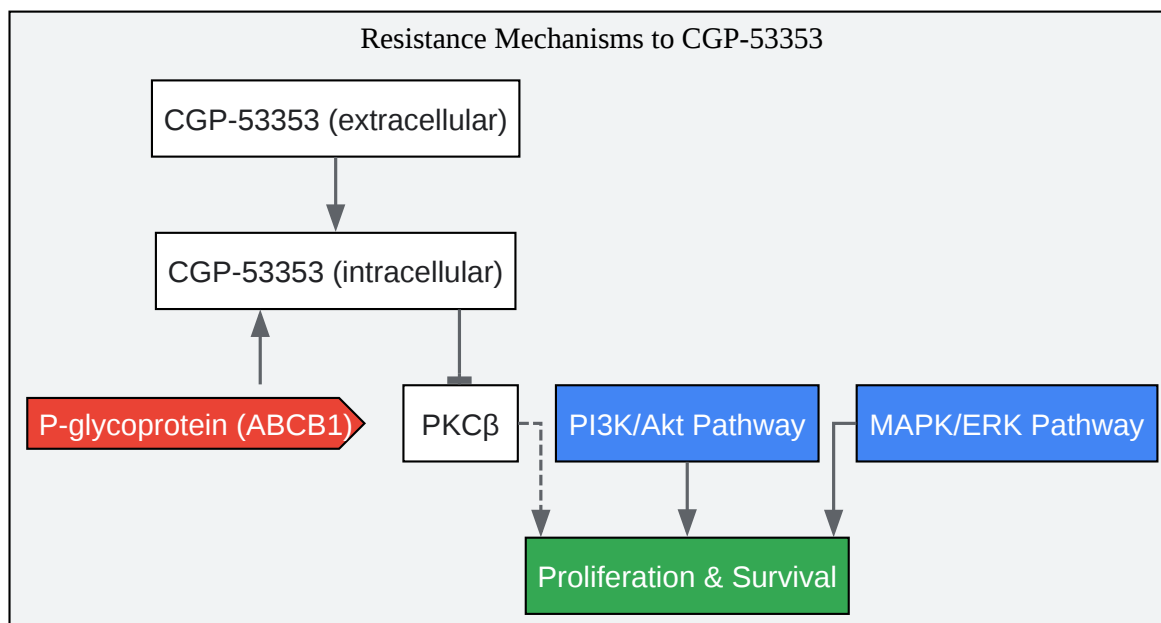 Resistance Mechanisms to CGP-53353
CGP-53353 (extracellular)
CGP-53353 (intracellular)
P-glycoprotein (ABCB1)
PKCβ
PI3K/Akt Pathway
MAPK/ERK Pathway
Proliferation & Survival